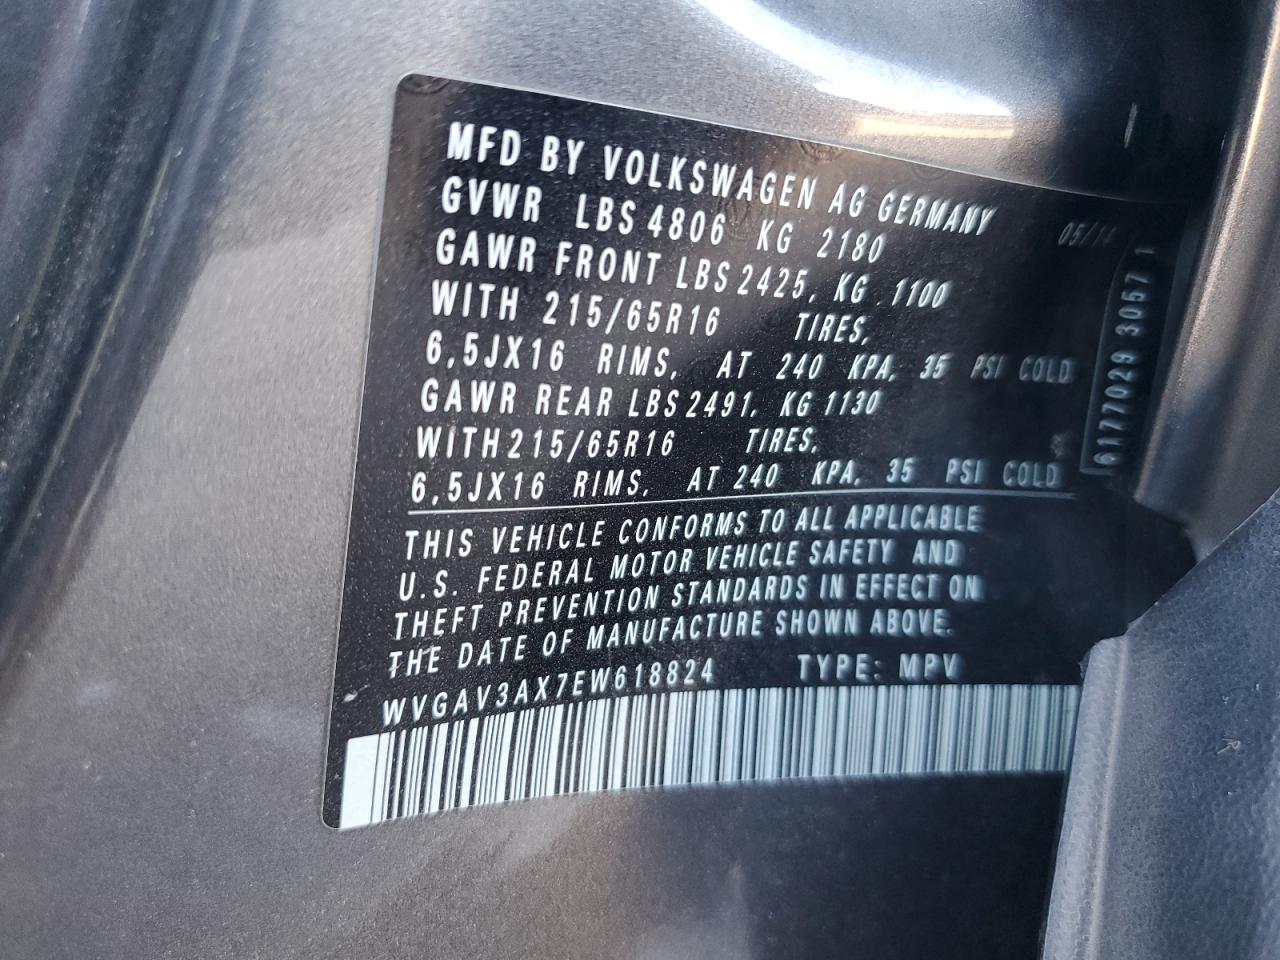 MFD BY VOLKSWAGEN AG GERMANY
GVWR LBS 4806 KG 2180 05/14
GAWR FRONT LBS 2425, KG 1100
WITH 215/65R16 TIRES,
6,5JX16 RIMS, AT 240 KPA, 35 PSI COLD
GAWR REAR LBS 2491, KG 1130
WITH 215/65R16 TIRES,
6,5JX16 RIMS, AT 240 KPA, 35 PSI COLD
THIS VEHICLE CONFORMS TO ALL APPLICABLE
U.S. FEDERAL MOTOR VEHICLE SAFETY AND
THEFT PREVENTION STANDARDS IN EFFECT ON
THE DATE OF MANUFACTURE SHOWN ABOVE.
WVGAV3AX7EW618824 TYPE: MPV
6177029 3057 1